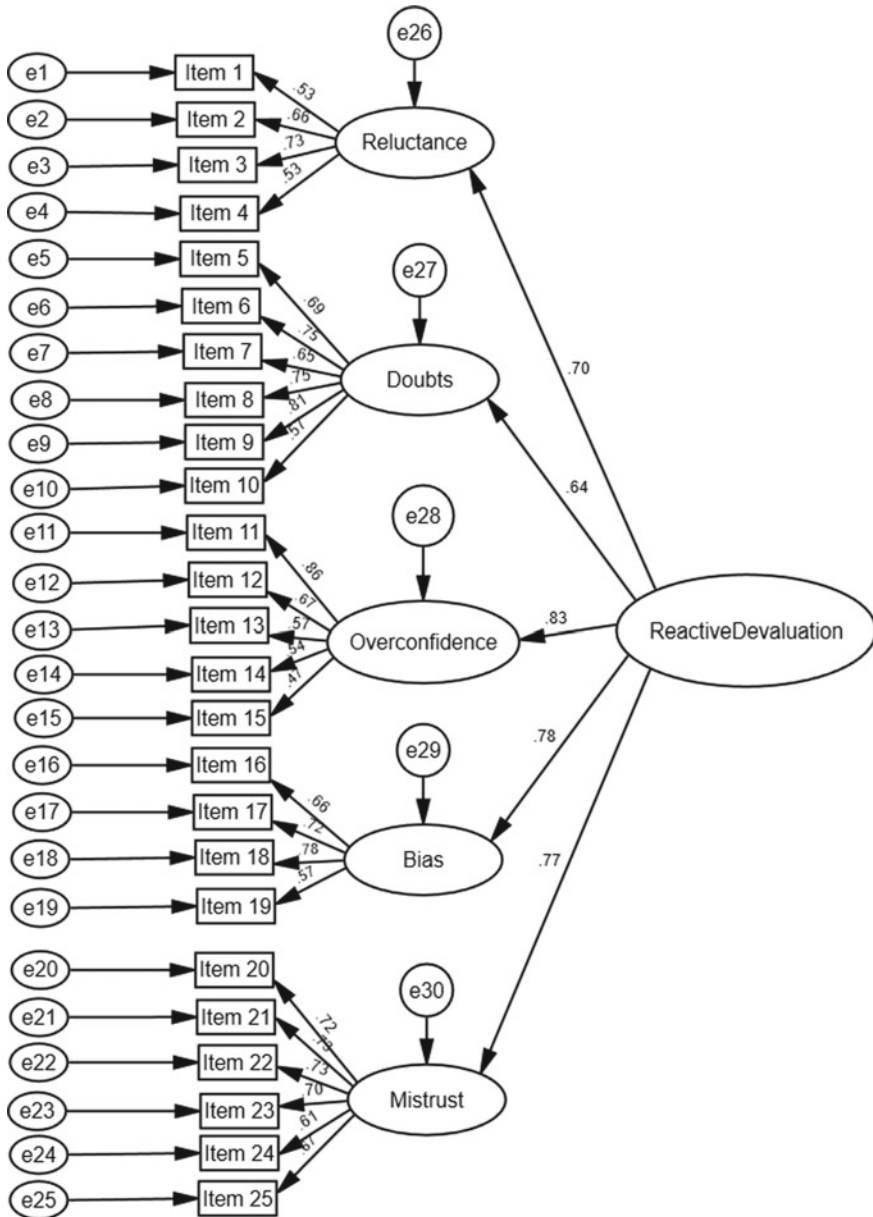 e26
e1 Item 1
.53
e2 Item 2
.66
Reluctance
e3 Item 3
.73
e4 Item 4
.53
e5 Item 5
e27
e6 Item 6
.69
e7 Item 7
.75
.65
.70
e8 Item 8
.75
Doubts
e9 Item 9
.81
e10 Item 10
.57
.64
e11 Item 11
e28
e12 Item 12
.86
.67
e13 Item 13
.57
.83
ReactiveDevaluation
e14 Item 14
.54
Overconfidence
e15 Item 15
.47
e16 Item 16
e29
.78
e17 Item 17
.66
.72
e18 Item 18
.78
Bias
.77
e19 Item 19
.57
e20 Item 20
e30
e21 Item 21
.72
.73
e22 Item 22
.73
e23 Item 23
.70
Mistrust
e24 Item 24
.61
e25 Item 25